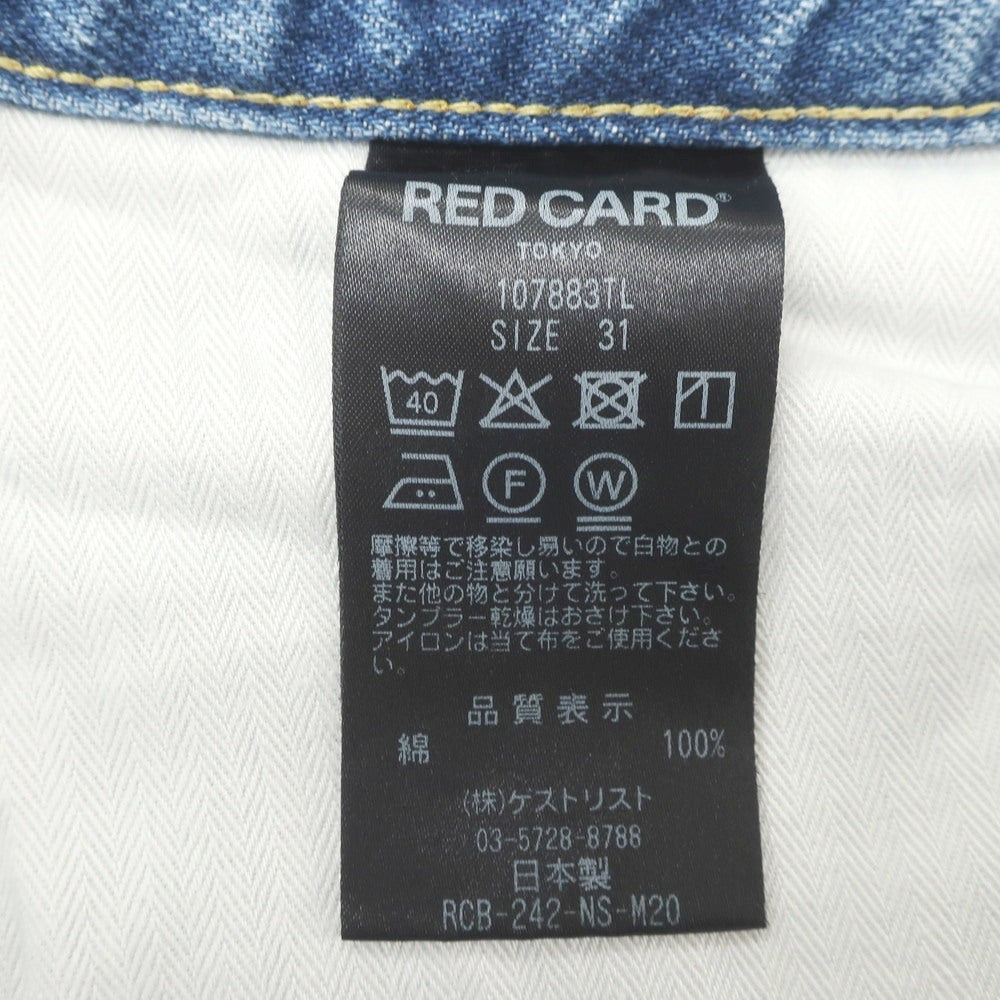 RED CARD®
TOKYO
107883TL
SIZE 31
40
F W
摩擦等で移染し易いので白物との
着用はご注意願います。
また他の物と分けて洗って下さい。
タンブラー乾燥はおさけ下さい。
アイロンは当て布をご使用くださ
い。
品質表示
綿 100%
(株)ゲストリスト
03-5728-8788
日本製
RCB-242-NS-M20